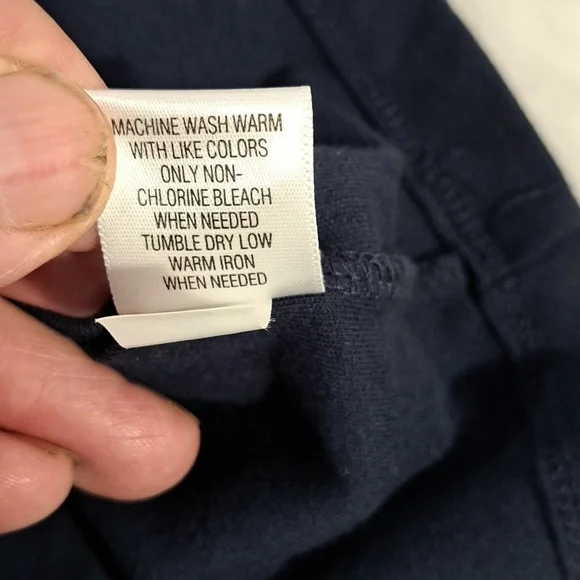 MACHINE WASH WARM
WITH LIKE COLORS
ONLY NON-
CHLORINE BLEACH
WHEN NEEDED
TUMBLE DRY LOW
WARM IRON
WHEN NEEDED